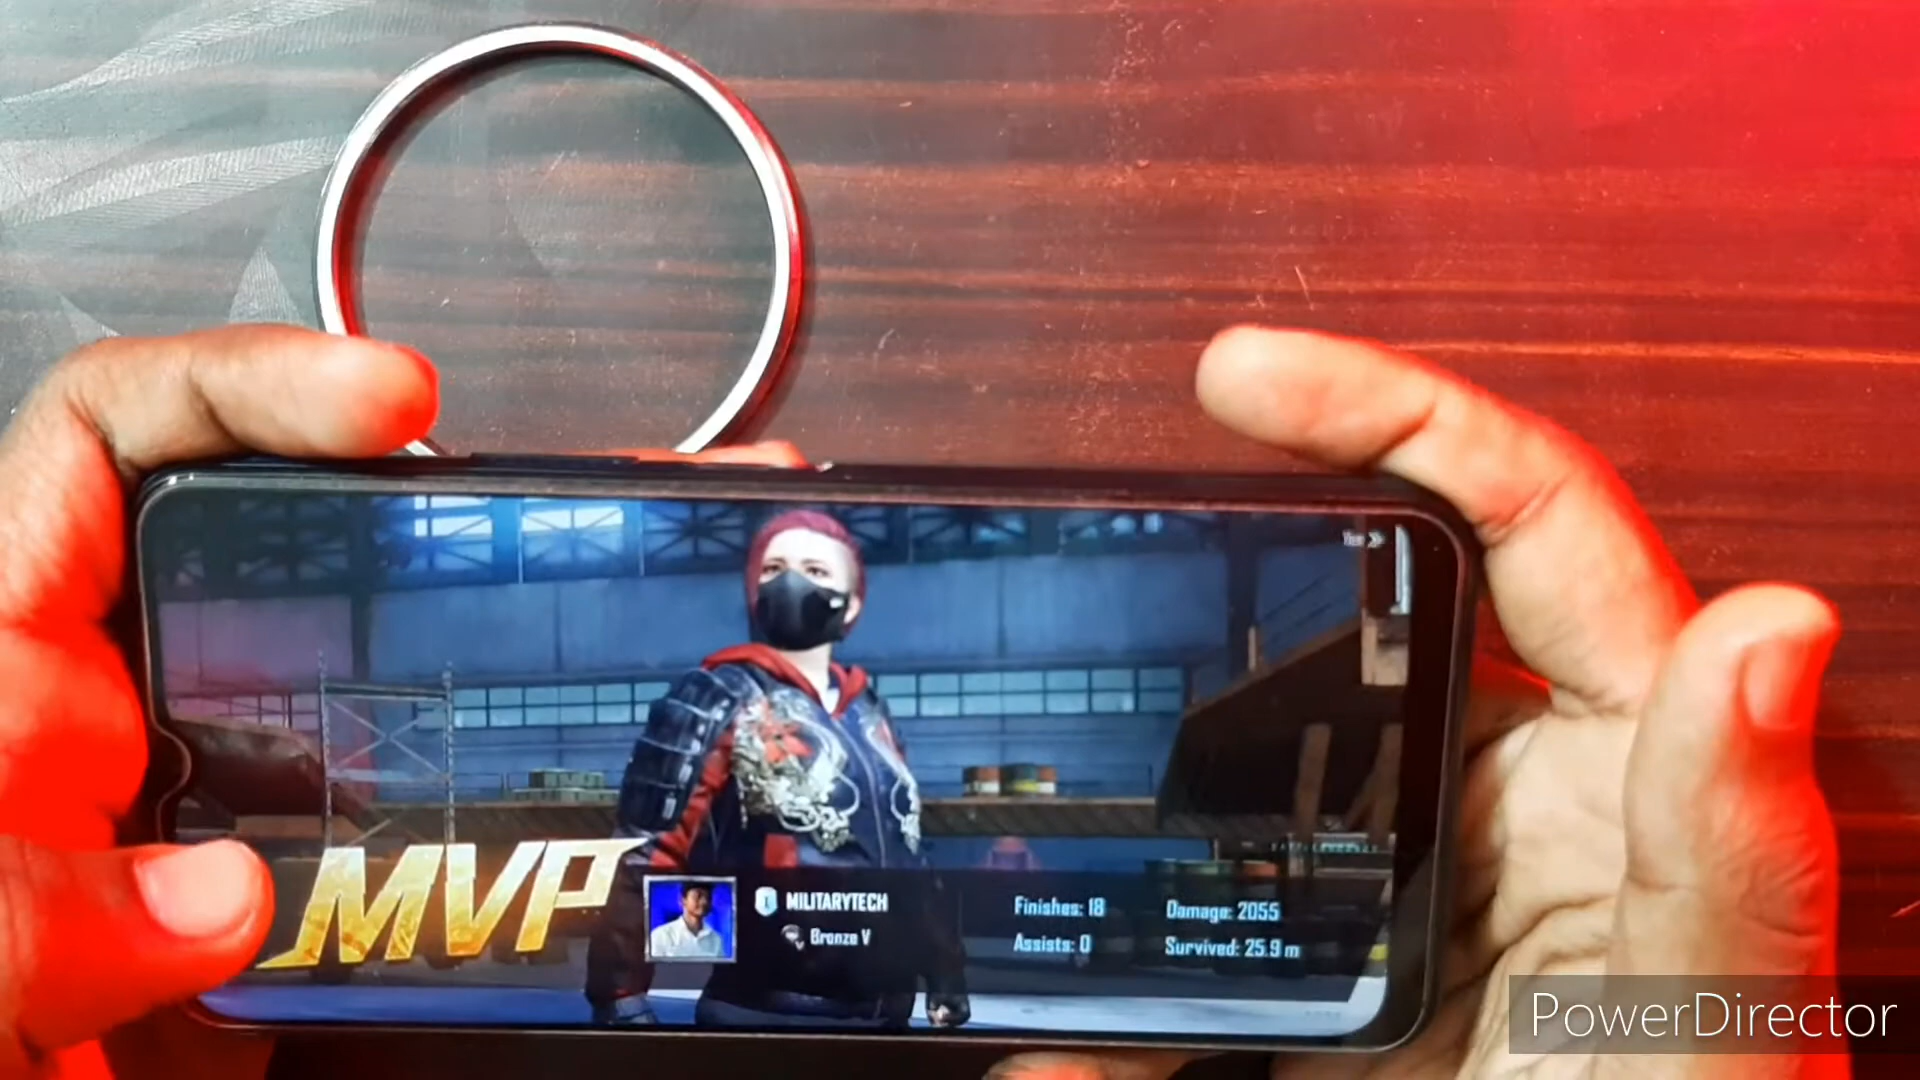 MVP
MILITARYTECH
Bronze V
Finishes: 18
Assists: 0
Damage: 2055
Survived: 25.9 m
PowerDirector